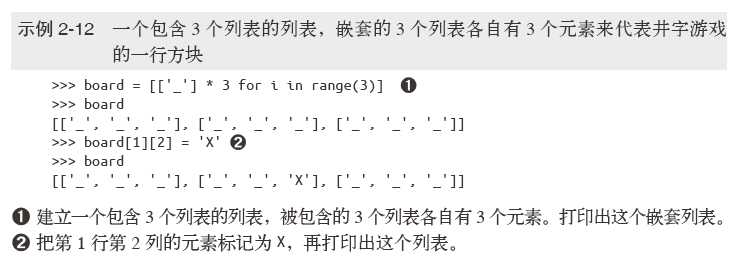 示例 2-12 一个包含 3 个列表的列表，嵌套的 3 个列表各自有 3 个元素来代表井字游戏
的一行方块
>>> board = [['_'] * 3 for i in range(3)] ❶
>>> board
[['_', '_', '_'], ['_', '_', '_'], ['_', '_', '_']]
>>> board[1][2] = 'X' ❷
>>> board
[['_', '_', '_'], ['_', '_', 'X'], ['_', '_', '_']]
❶ 建立一个包含 3 个列表的列表，被包含的 3 个列表各自有 3 个元素。打印出这个嵌套列表。
❷ 把第 1 行第 2 列的元素标记为 X，再打印出这个列表。